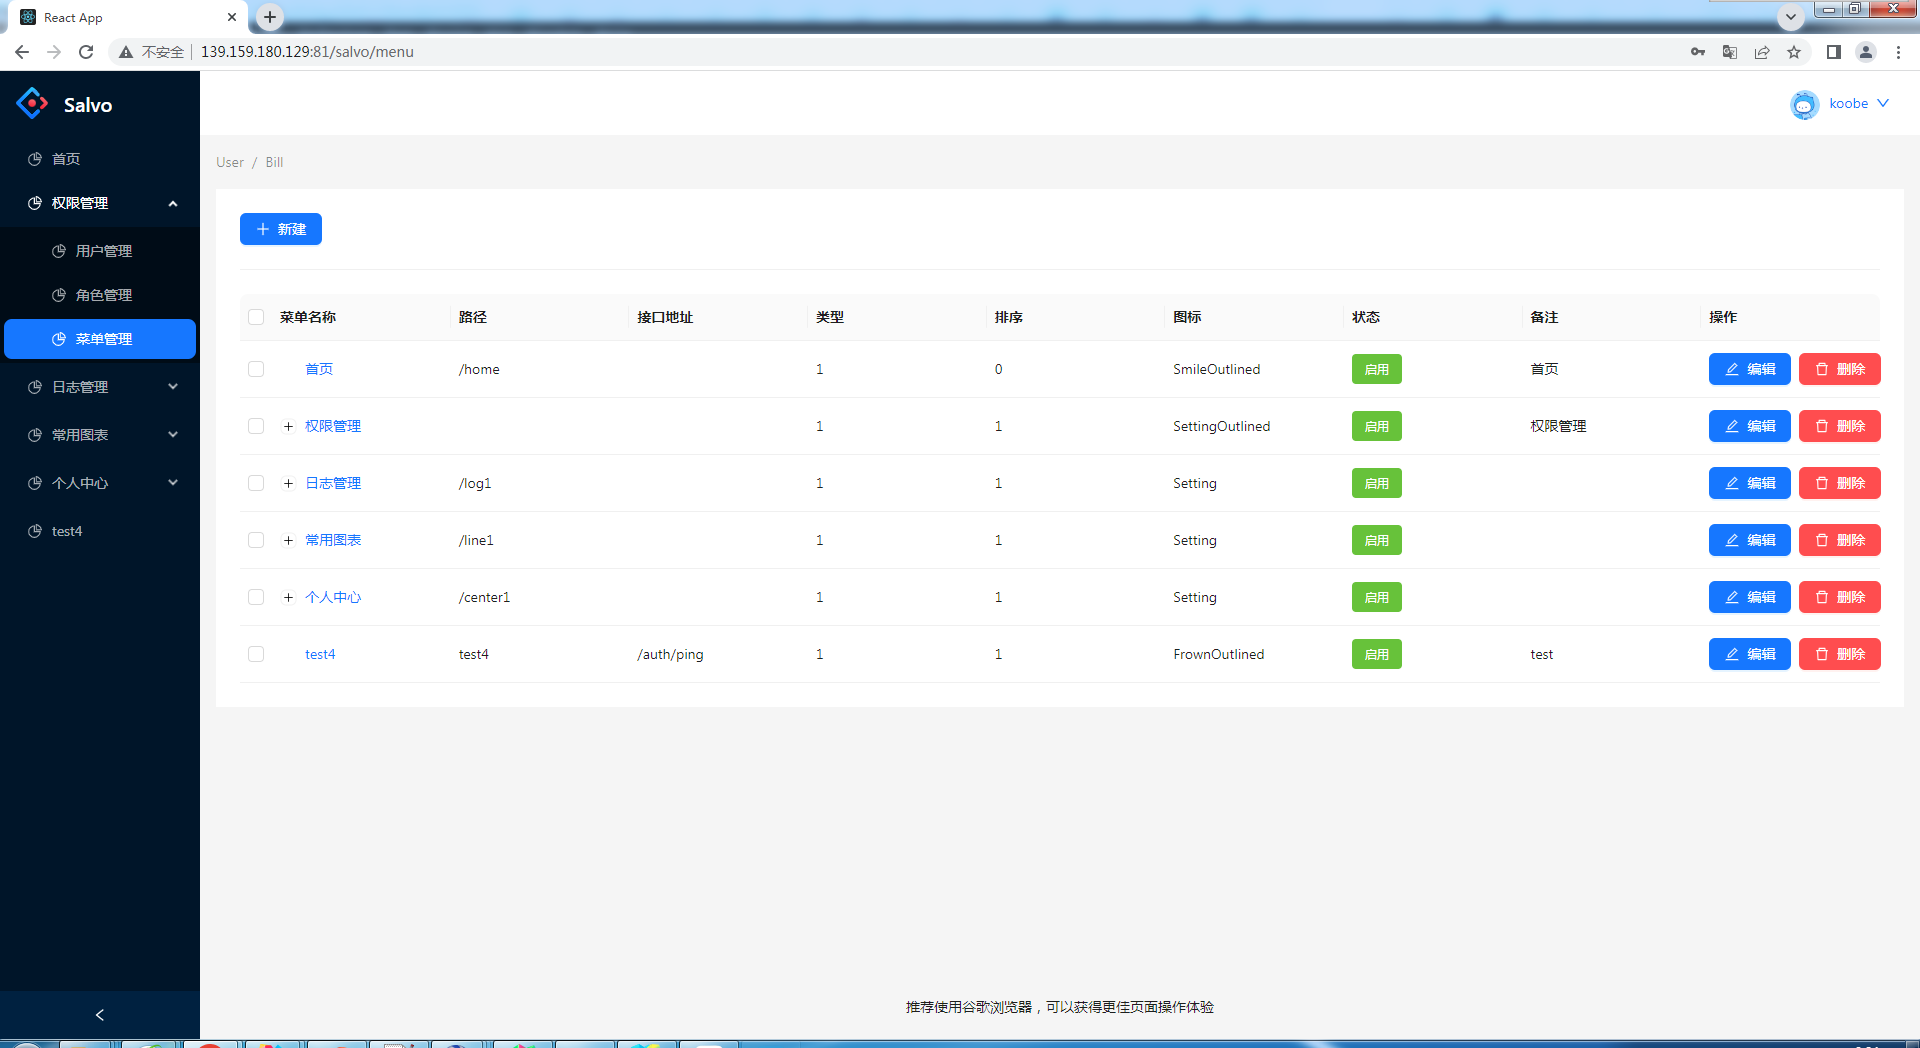 React App
不安全 139.159.180.129:81/salvo/menu
Salvo
koobe
首页
权限管理
用户管理
角色管理
菜单管理
日志管理
常用图表
个人中心
test4
User / Bill
新建
菜单名称 路径 接口地址 类型 排序 图标 状态 备注 操作
首页 /home 1 0 SmileOutlined 启用 首页 编辑 删除
权限管理 1 1 SettingOutlined 启用 权限管理 编辑 删除
日志管理 /log1 1 1 Setting 启用 编辑 删除
常用图表 /line1 1 1 Setting 启用 编辑 删除
个人中心 /center1 1 1 Setting 启用 编辑 删除
test4 test4 /auth/ping 1 1 FrownOutlined 启用 test 编辑 删除
推荐使用谷歌浏览器，可以获得更佳页面操作体验